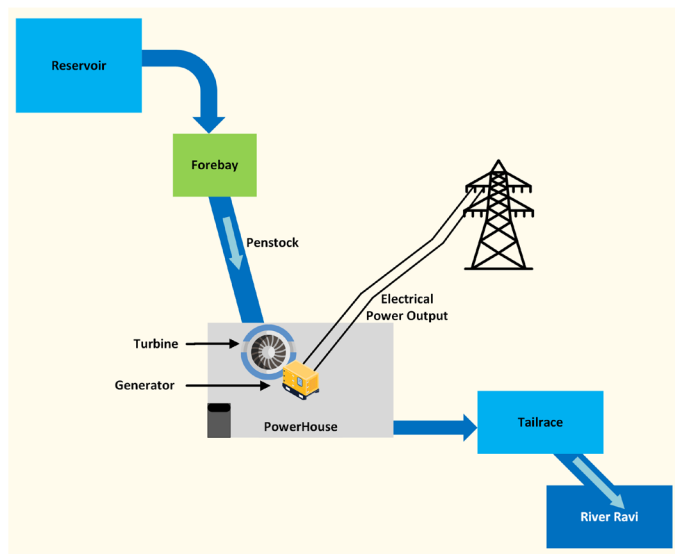 Reservoir
Forebay
Penstock
Electrical
Power Output
Turbine
Generator
PowerHouse
Tailrace
River Ravi